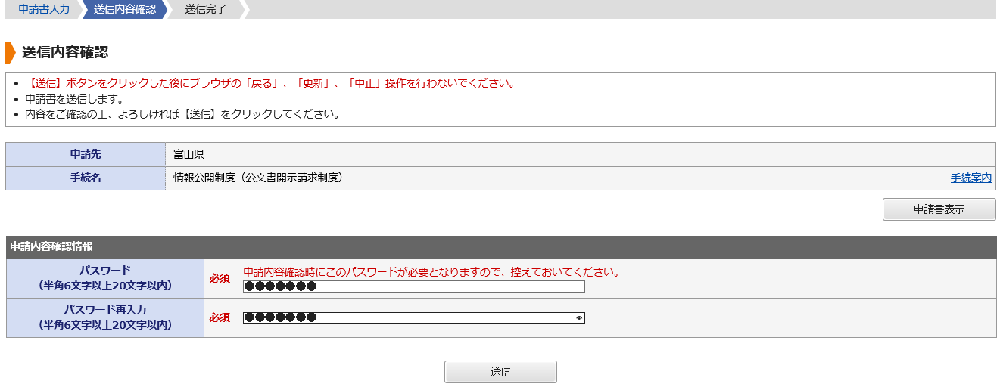 申請書入力 送信内容確認 送信完了
送信内容確認
• 【送信】ボタンをクリックした後にブラウザの「戻る」、「更新」、「中止」操作を行わないでください。
• 申請書を送信します。
• 内容をご確認の上、よろしければ【送信】をクリックしてください。
申請先 富山県
手続名 情報公開制度（公文書開示請求制度） 手続案内
申請書表示
申請内容確認情報
パスワード
（半角6文字以上20文字以内）
必須
申請内容確認時にこのパスワードが必要となりますので、控えておいてください。
●●●●●●●
パスワード再入力
（半角6文字以上20文字以内）
必須
●●●●●●●
送信